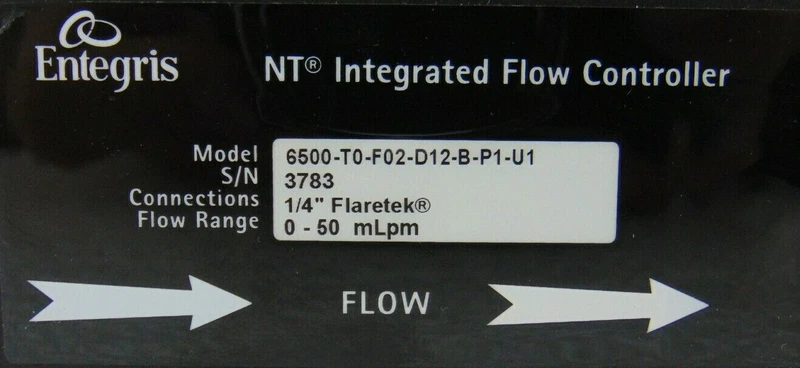 Entegris
NT® Integrated Flow Controller
Model 6500-T0-F02-D12-B-P1-U1
S/N 3783
Connections 1/4" Flaretek®
Flow Range 0 - 50 mLpm
FLOW